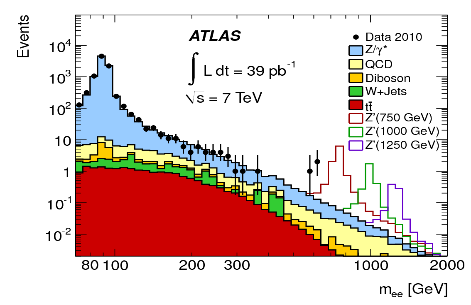 Events
10⁴
10³
10²
10
1
10⁻¹
10⁻²
ATLAS
∫ L dt = 39 pb⁻¹
√s = 7 TeV
Data 2010
Z/γ*
QCD
Diboson
W+Jets
tt̄
Z'(750 GeV)
Z'(1000 GeV)
Z'(1250 GeV)
80 100 200 300 1000 2000
mₑₑ [GeV]